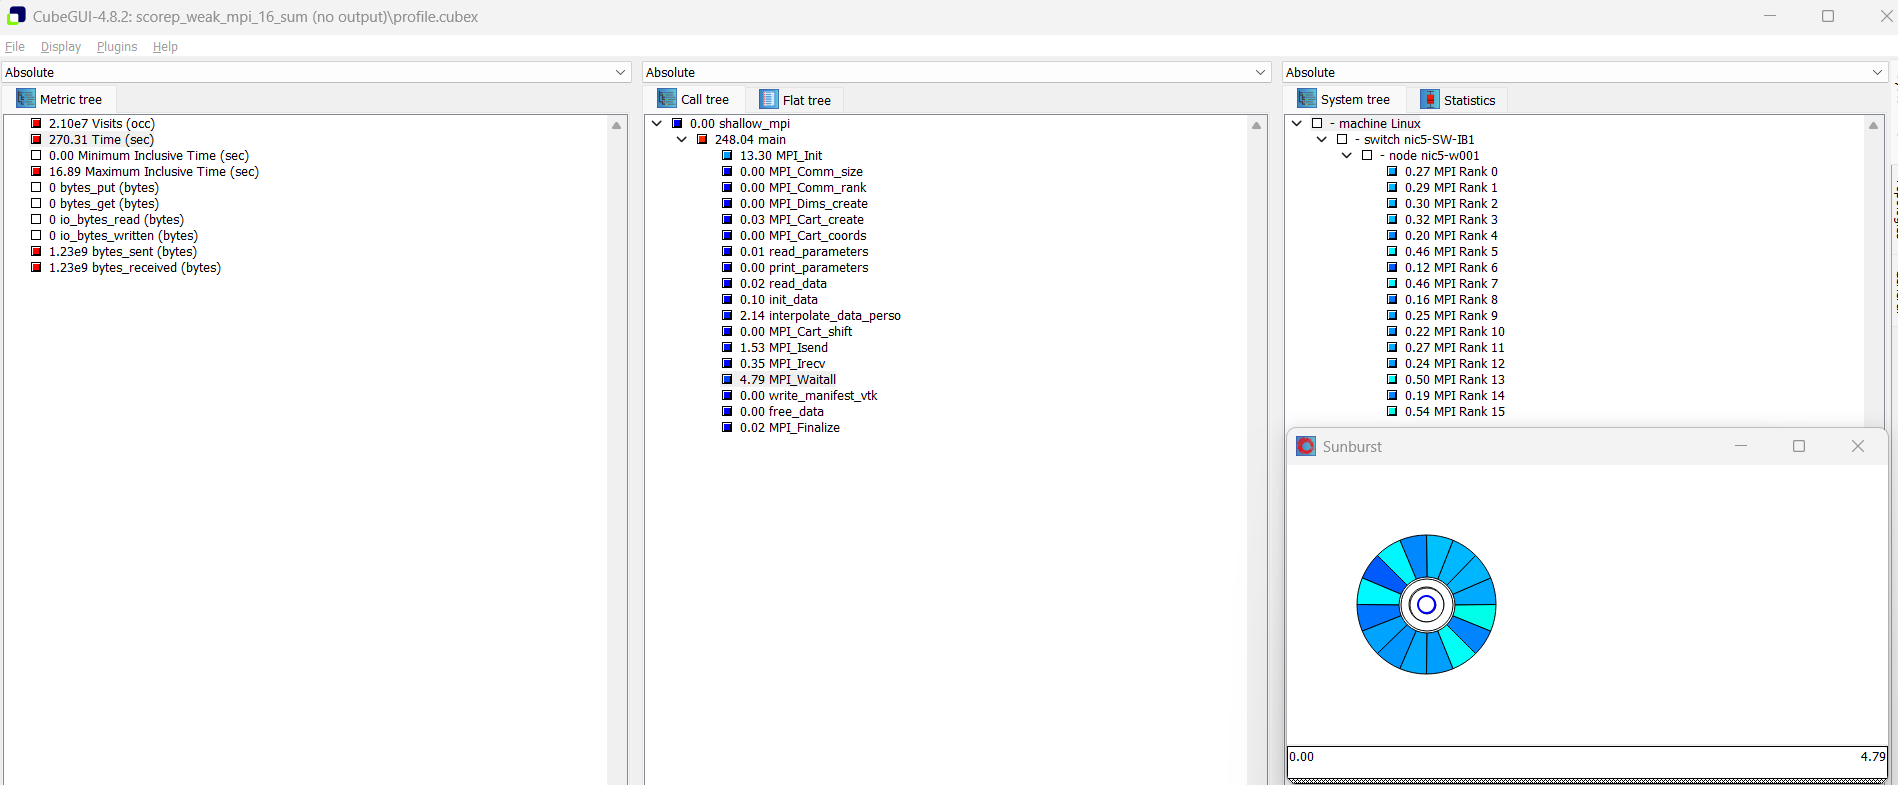 CubeGUI-4.8.2: scorep_weak_mpi_16_sum (no output)\profile.cubex
File Display Plugins Help
Absolute
Metric tree
2.10e7 Visits (occ)
270.31 Time (sec)
0.00 Minimum Inclusive Time (sec)
16.89 Maximum Inclusive Time (sec)
0 bytes_put (bytes)
0 bytes_get (bytes)
0 io_bytes_read (bytes)
0 io_bytes_written (bytes)
1.23e9 bytes_sent (bytes)
1.23e9 bytes_received (bytes)
Absolute
Call tree Flat tree
0.00 shallow_mpi
248.04 main
13.30 MPI_Init
0.00 MPI_Comm_size
0.00 MPI_Comm_rank
0.00 MPI_Dims_create
0.03 MPI_Cart_create
0.00 MPI_Cart_coords
0.01 read_parameters
0.00 print_parameters
0.02 read_data
0.10 init_data
2.14 interpolate_data_perso
0.00 MPI_Cart_shift
1.53 MPI_Isend
0.35 MPI_Irecv
4.79 MPI_Waitall
0.00 write_manifest_vtk
0.00 free_data
0.02 MPI_Finalize
Absolute
System tree Statistics
- machine Linux
- switch nic5-SW-IB1
- node nic5-w001
0.27 MPI Rank 0
0.29 MPI Rank 1
0.30 MPI Rank 2
0.32 MPI Rank 3
0.20 MPI Rank 4
0.46 MPI Rank 5
0.12 MPI Rank 6
0.46 MPI Rank 7
0.16 MPI Rank 8
0.25 MPI Rank 9
0.22 MPI Rank 10
0.27 MPI Rank 11
0.24 MPI Rank 12
0.50 MPI Rank 13
0.19 MPI Rank 14
0.54 MPI Rank 15
Sunburst
0.00 4.79